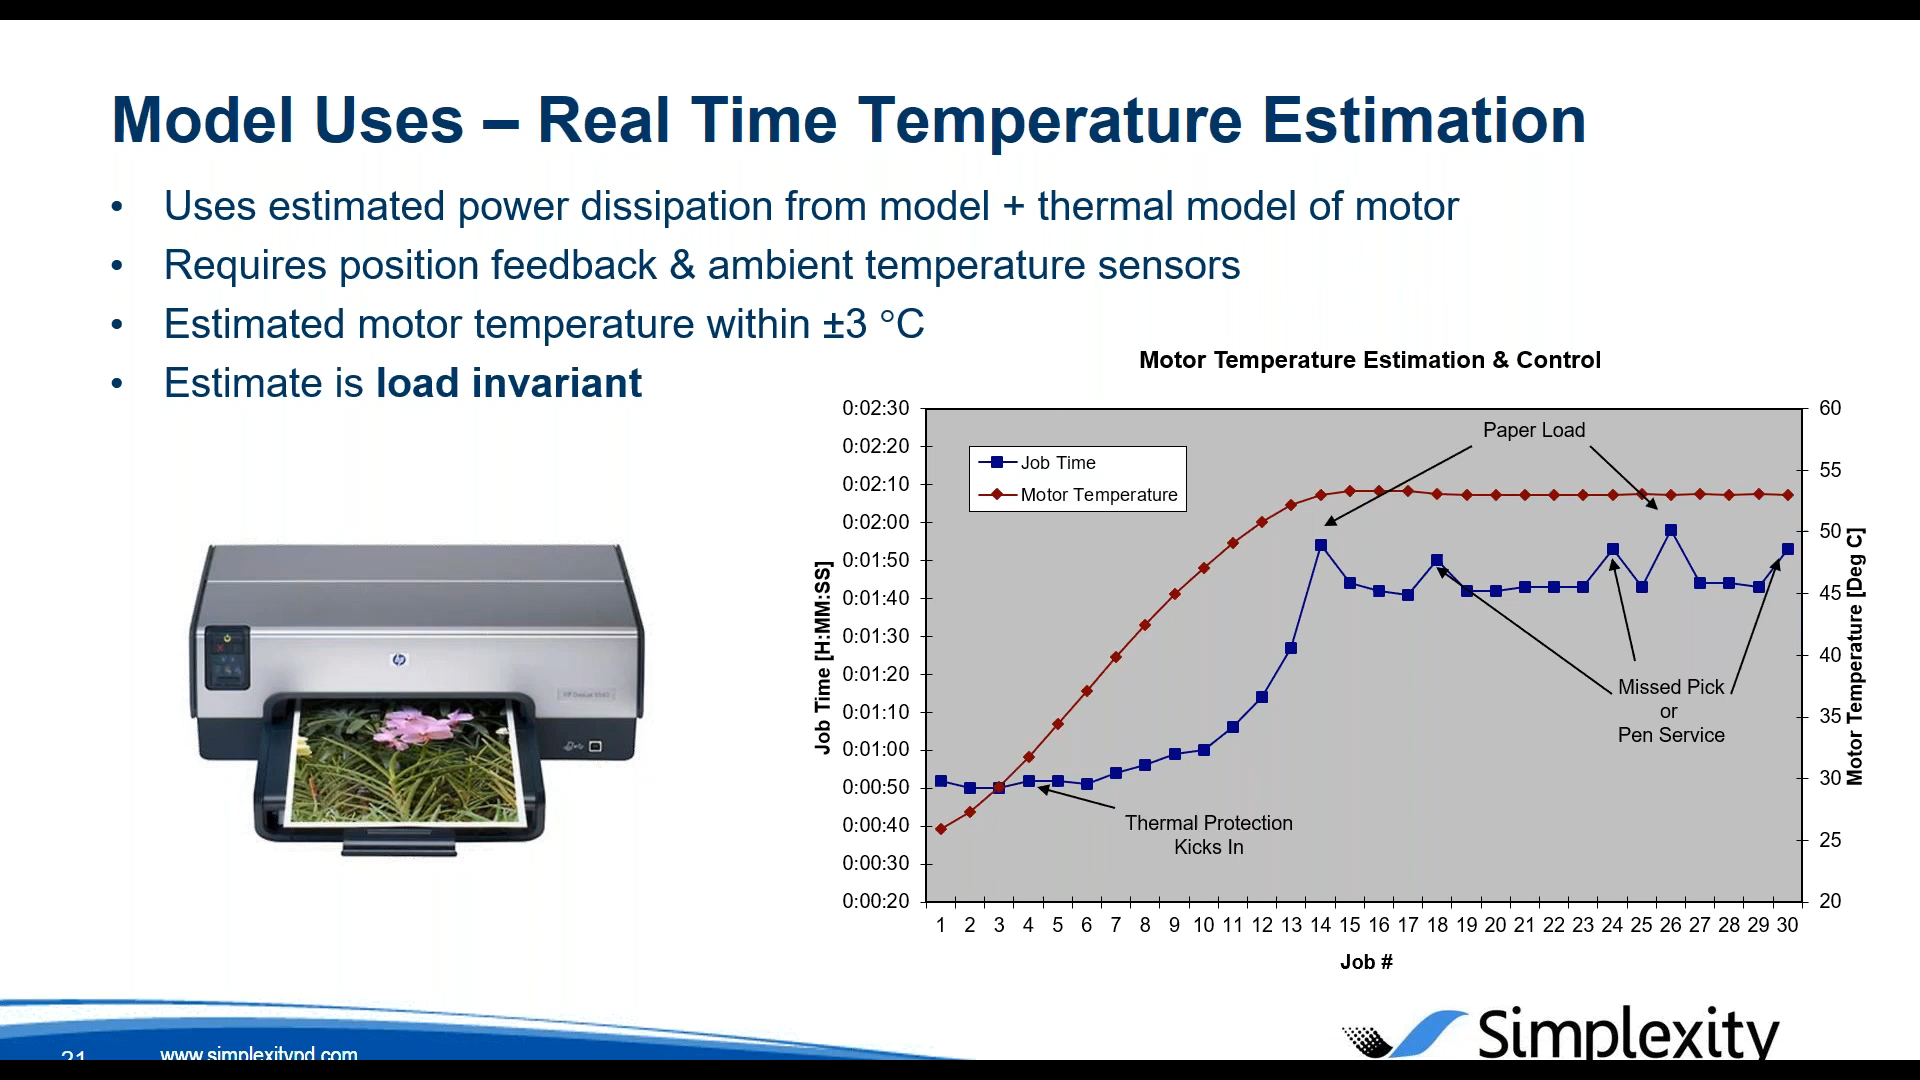 Model Uses – Real Time Temperature Estimation
• Uses estimated power dissipation from model + thermal model of motor
• Requires position feedback & ambient temperature sensors
• Estimated motor temperature within ±3 °C
• Estimate is load invariant
Motor Temperature Estimation & Control
0:02:30
0:02:20
0:02:10
0:02:00
0:01:50
0:01:40
0:01:30
0:01:20
0:01:10
0:01:00
0:00:50
0:00:40
0:00:30
0:00:20
Job Time [H:MM:SS]
Job Time
Motor Temperature
Paper Load
Missed Pick
or
Pen Service
Thermal Protection
Kicks In
60
55
50
45
40
35
30
25
20
Motor Temperature [Deg C]
1 2 3 4 5 6 7 8 9 10 11 12 13 14 15 16 17 18 19 20 21 22 23 24 25 26 27 28 29 30
Job #
hp
21
www.simplexitypd.com
Simplexity